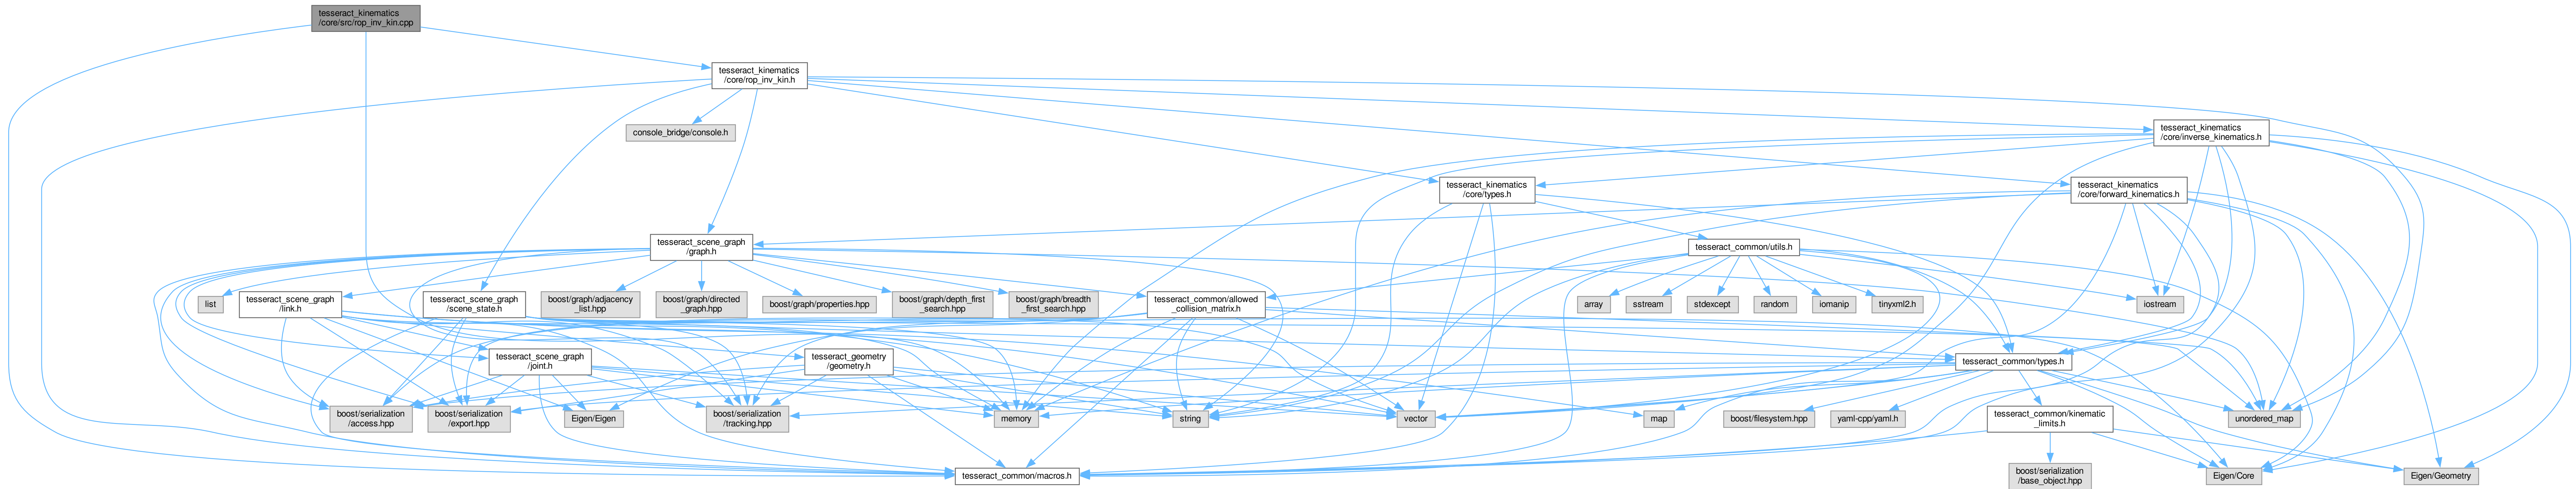 tesseract_kinematics
/core/src/rop_inv_kin.cpp
tesseract_kinematics
/core/rop_inv_kin.h
console_bridge/console.h
tesseract_kinematics
/core/inverse_kinematics.h
tesseract_kinematics
/core/types.h
tesseract_kinematics
/core/forward_kinematics.h
tesseract_scene_graph
/graph.h
tesseract_common/utils.h
list
tesseract_scene_graph
/link.h
tesseract_scene_graph
/scene_state.h
boost/graph/adjacency
_list.hpp
boost/graph/directed
_graph.hpp
boost/graph/properties.hpp
boost/graph/depth_first
_search.hpp
boost/graph/breadth
_first_search.hpp
tesseract_common/allowed
_collision_matrix.h
array
sstream
stdexcept
random
iomanip
tinyxml2.h
iostream
tesseract_scene_graph
/joint.h
tesseract_geometry
/geometry.h
tesseract_common/types.h
boost/serialization
/access.hpp
boost/serialization
/export.hpp
Eigen/Eigen
boost/serialization
/tracking.hpp
memory
string
vector
map
boost/filesystem.hpp
yaml-cpp/yaml.h
tesseract_common/kinematic
_limits.h
unordered_map
tesseract_common/macros.h
boost/serialization
/base_object.hpp
Eigen/Core
Eigen/Geometry